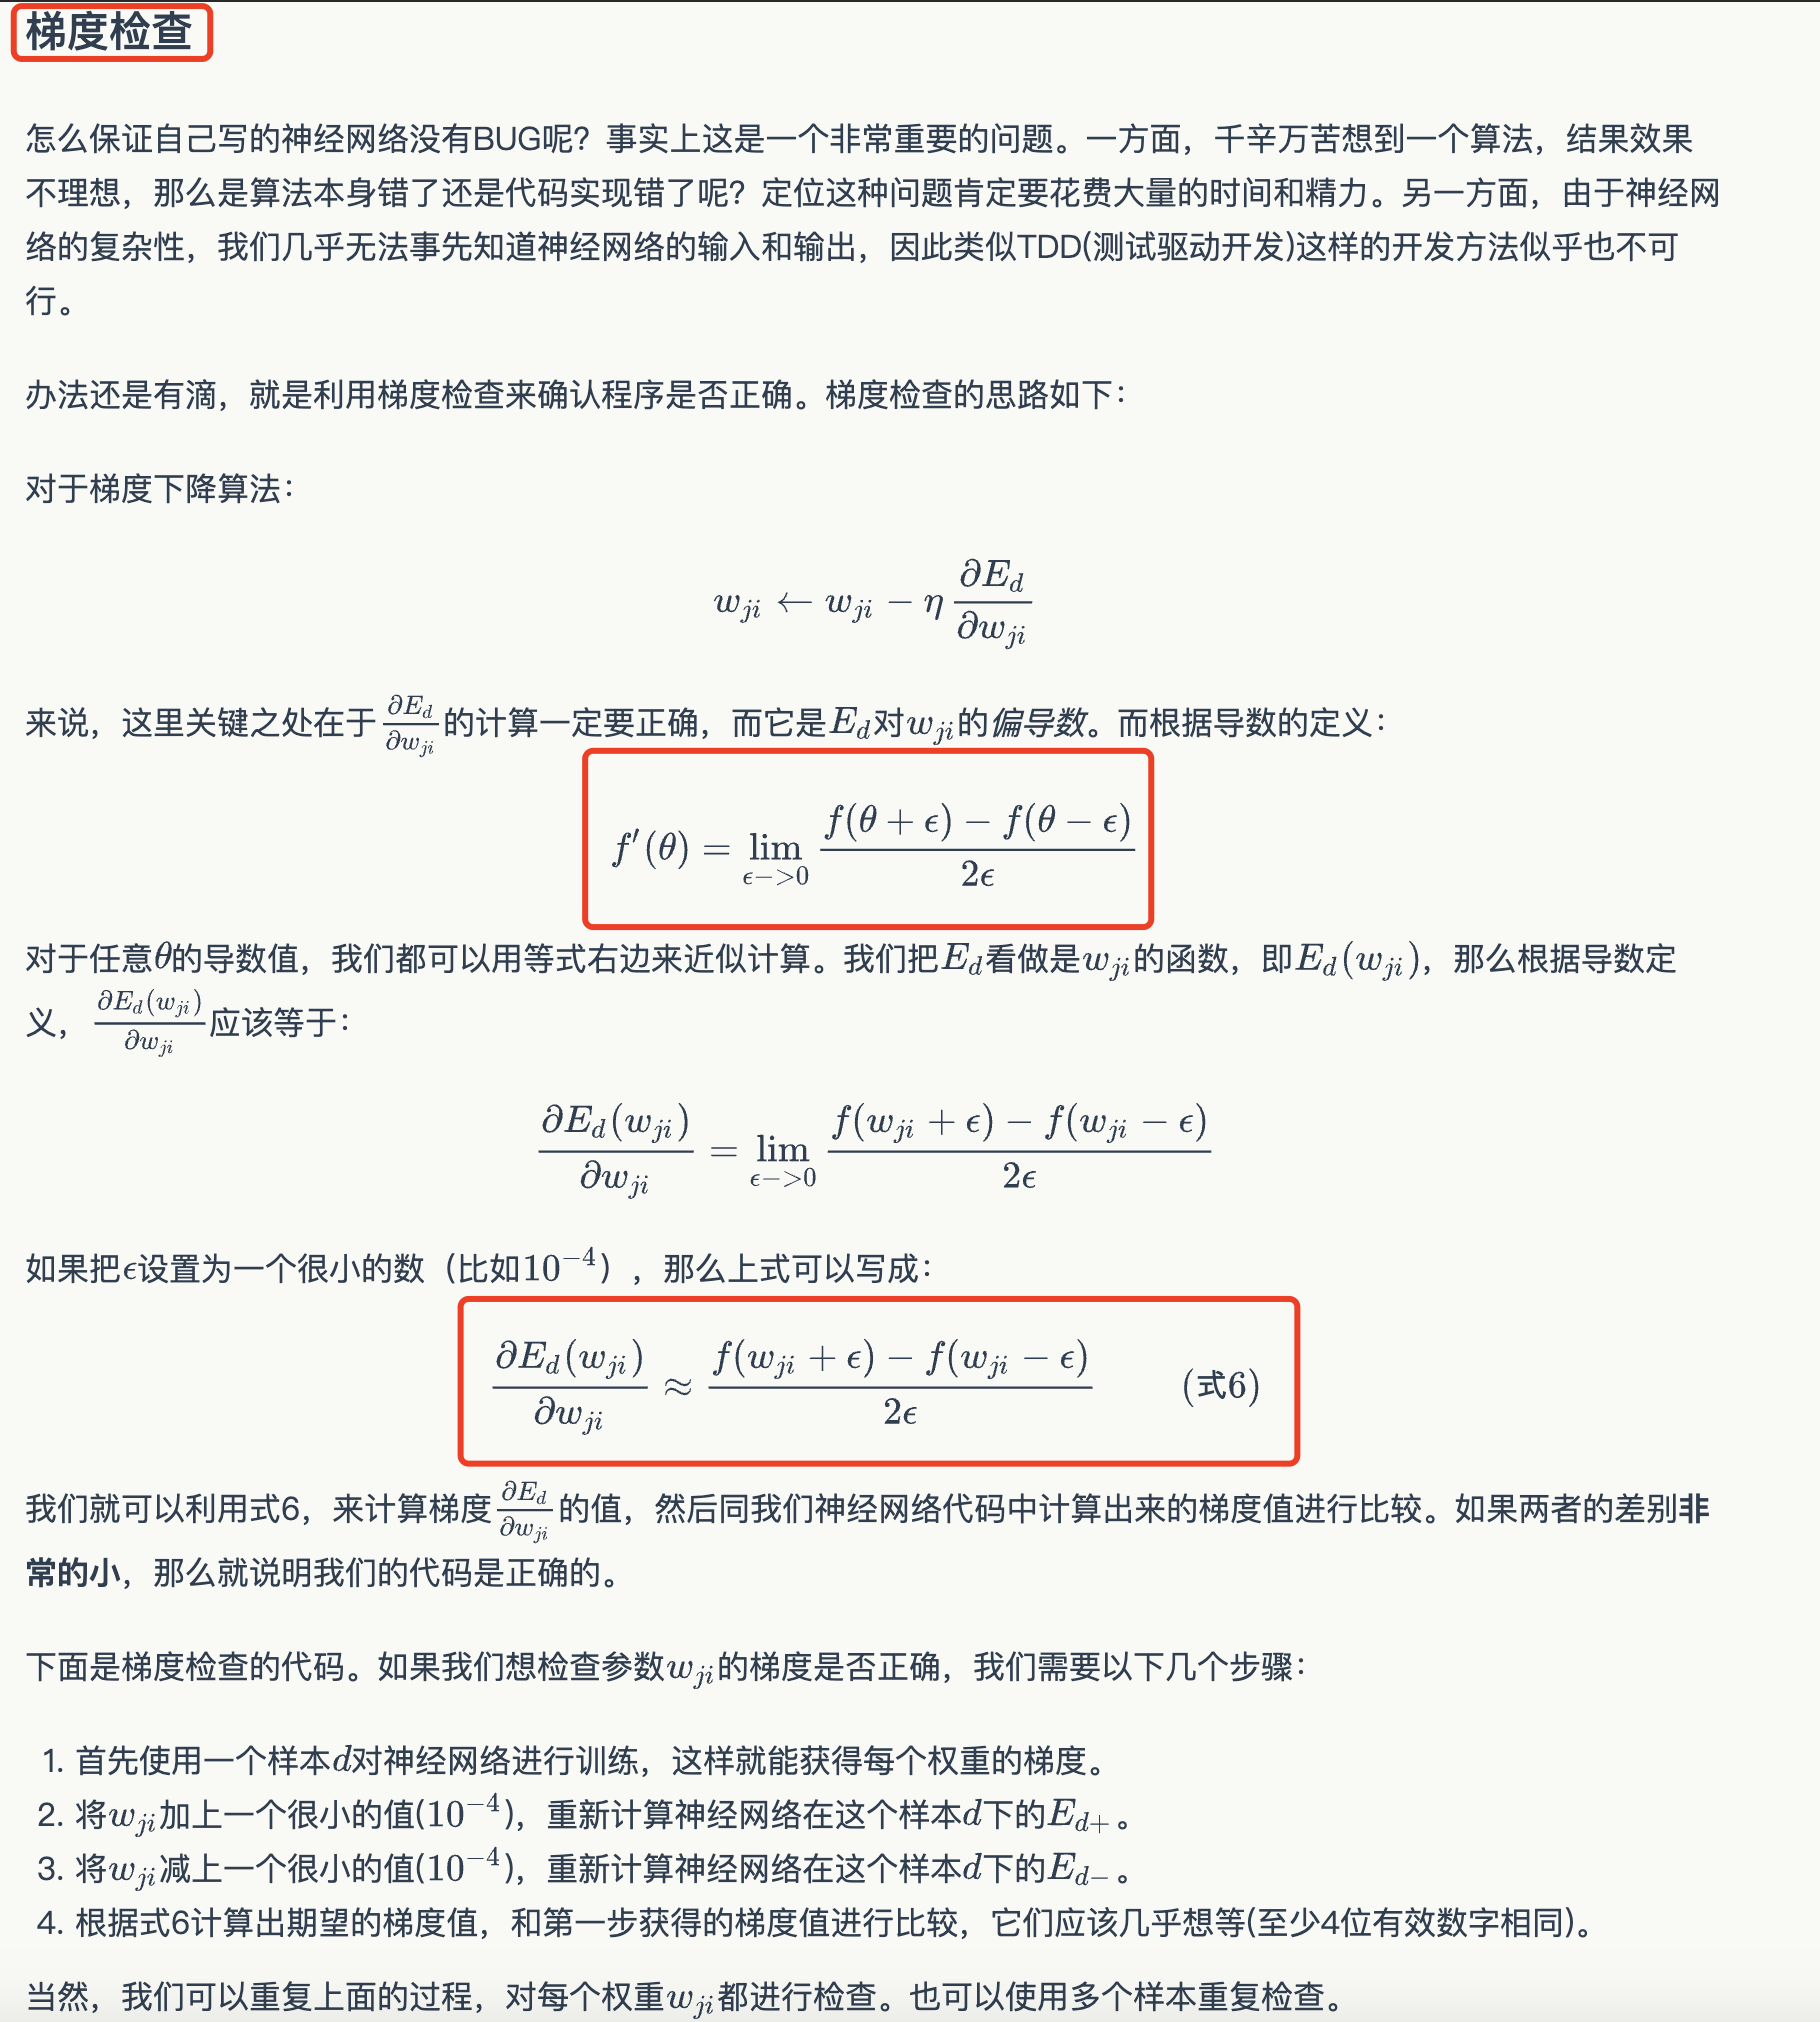 梯度检查
怎么保证自己写的神经网络没有BUG呢？事实上这是一个非常重要的问题。一方面，千辛万苦想到一个算法，结果效果
不理想，那么是算法本身错了还是代码实现错了呢？定位这种问题肯定要花费大量的时间和精力。另一方面，由于神经网
络的复杂性，我们几乎无法事先知道神经网络的输入和输出，因此类似TDD(测试驱动开发)这样的开发方法似乎也不可
行。
办法还是有滴，就是利用梯度检查来确认程序是否正确。梯度检查的思路如下：
对于梯度下降算法：
$w_{ji} \leftarrow w_{ji} - \eta \frac{\partial E_d}{\partial w_{ji}}$
来说，这里关键之处在于$\frac{\partial E_d}{\partial w_{ji}}$的计算一定要正确，而它是$E_d$对$w_{ji}$的偏导数。而根据导数的定义：
$f'(\theta) = \lim_{\epsilon->0} \frac{f(\theta + \epsilon) - f(\theta - \epsilon)}{2\epsilon}$
对于任意$\theta$的导数值，我们都可以用等式右边来近似计算。我们把$E_d$看做是$w_{ji}$的函数，即$E_d(w_{ji})$，那么根据导数定
义，$\frac{\partial E_d(w_{ji})}{\partial w_{ji}}$应该等于：
$\frac{\partial E_d(w_{ji})}{\partial w_{ji}} = \lim_{\epsilon->0} \frac{f(w_{ji} + \epsilon) - f(w_{ji} - \epsilon)}{2\epsilon}$
如果把$\epsilon$设置为一个很小的数（比如$10^{-4}$），那么上式可以写成：
$\frac{\partial E_d(w_{ji})}{\partial w_{ji}} \approx \frac{f(w_{ji} + \epsilon) - f(w_{ji} - \epsilon)}{2\epsilon}$ (式6)
我们就可以利用式6，来计算梯度$\frac{\partial E_d}{\partial w_{ji}}$的值，然后同我们神经网络代码中计算出来的梯度值进行比较。如果两者的差别非
常的小，那么就说明我们的代码是正确的。
下面是梯度检查的代码。如果我们想检查参数$w_{ji}$的梯度是否正确，我们需要以下几个步骤：
1. 首先使用一个样本$d$对神经网络进行训练，这样就能获得每个权重的梯度。
2. 将$w_{ji}$加上一个很小的值($10^{-4}$)，重新计算神经网络在这个样本$d$下的$E_{d+}$。
3. 将$w_{ji}$减上一个很小的值($10^{-4}$)，重新计算神经网络在这个样本$d$下的$E_{d-}$。
4. 根据式6计算出期望的梯度值，和第一步获得的梯度值进行比较，它们应该几乎想等(至少4位有效数字相同)。
当然，我们可以重复上面的过程，对每个权重$w_{ji}$都进行检查。也可以使用多个样本重复检查。